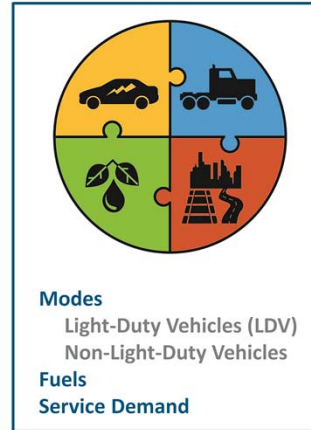 Modes
Light-Duty Vehicles (LDV)
Non-Light-Duty Vehicles
Fuels
Service Demand